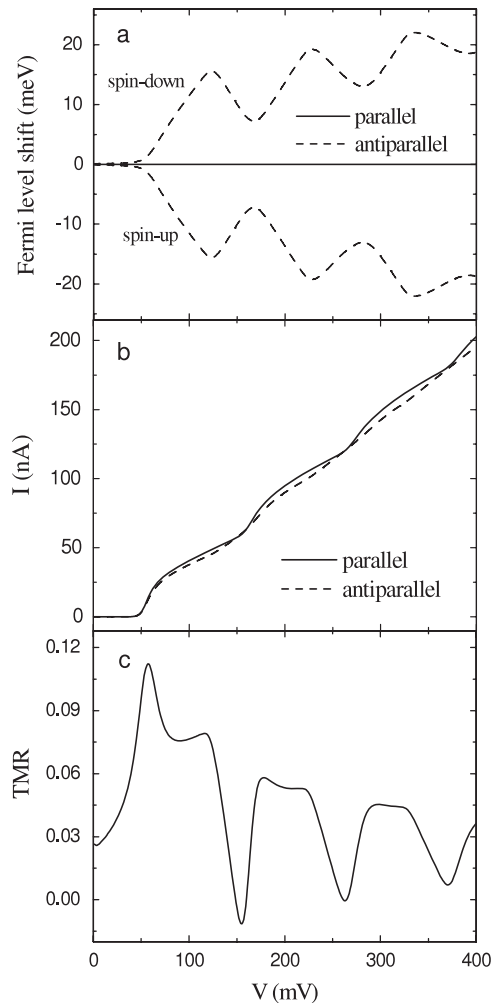 a
20
10
0
-10
-20
Fermi level shift (meV)
spin-down
spin-up
parallel
antiparallel
b
200
150
100
50
0
I (nA)
parallel
antiparallel
c
0.12
0.09
0.06
0.03
0.00
TMR
0 100 200 300 400
V (mV)